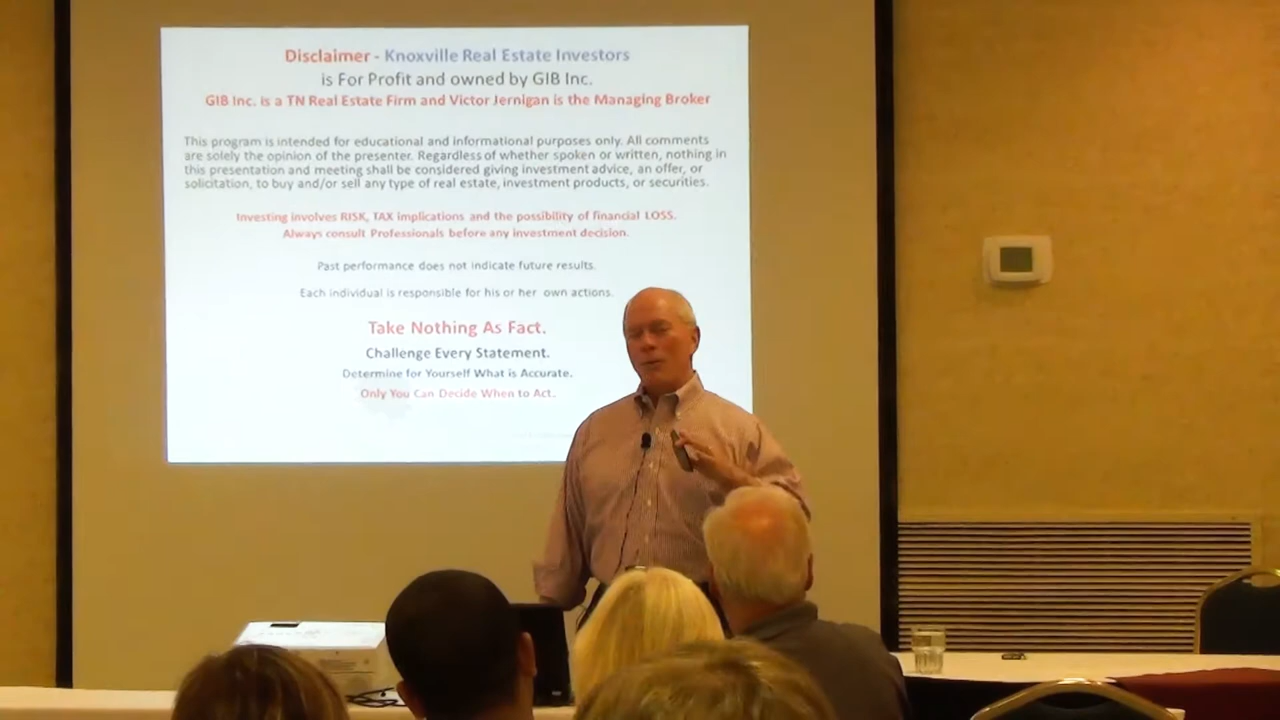 Disclaimer - Knoxville Real Estate Investors
is For Profit and owned by GIB Inc.
GIB Inc. is a TN Real Estate Firm and Victor Jernigan is the Managing Broker
This program is intended for educational and informational purposes only. All comments
are solely the opinion of the presenter. Regardless of whether spoken or written, nothing in
this presentation and meeting shall be considered giving investment advice, an offer, or
solicitation, to buy and/or sell any type of real estate, investment products, or securities.
Investing involves RISK, TAX implications and the possibility of financial LOSS.
Always consult Professionals before any investment decision.
Past performance does not indicate future results.
Each individual is responsible for his or her own actions.
Take Nothing As Fact.
Challenge Every Statement.
Determine for Yourself What is Accurate.
Only You Can Decide When to Act.